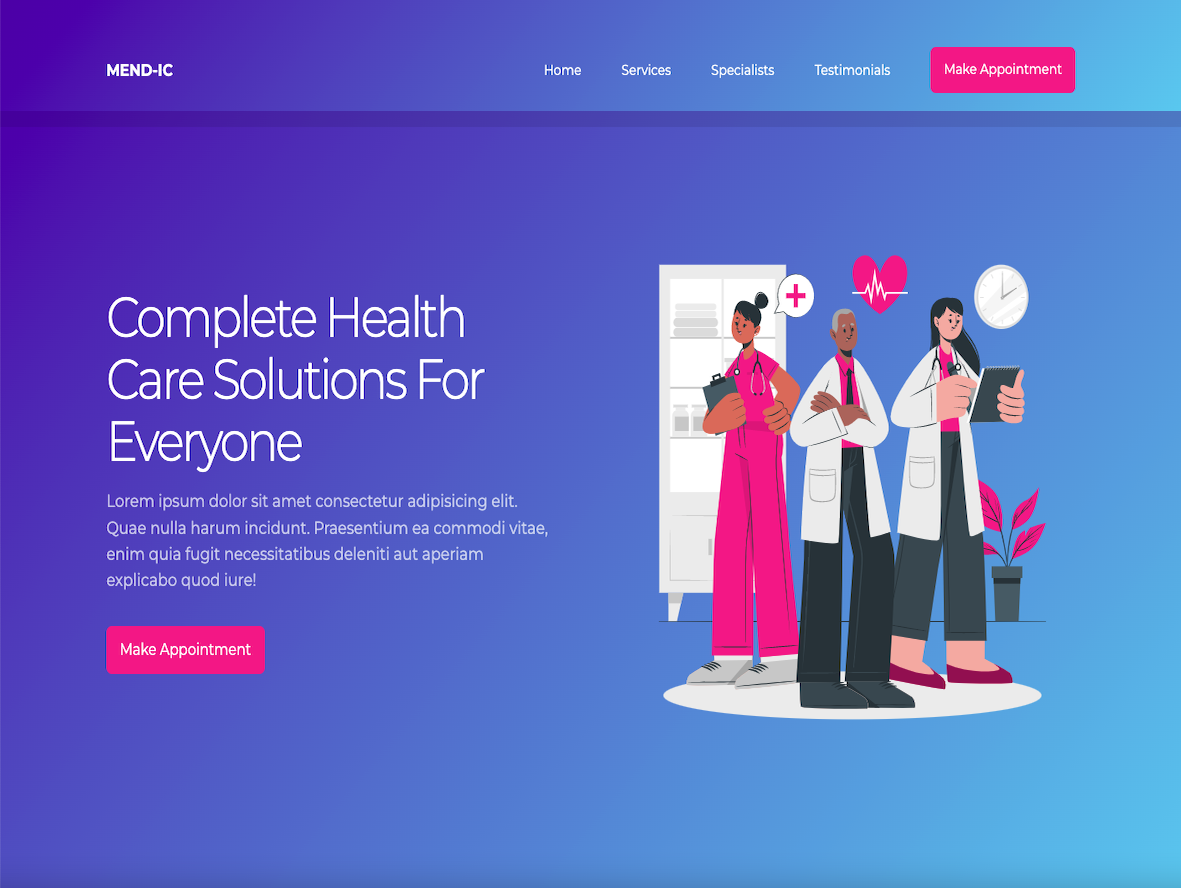 MEND-IC
Home Services Specialists Testimonials Make Appointment
Complete Health
Care Solutions For
Everyone
Lorem ipsum dolor sit amet consectetur adipisicing elit.
Quae nulla harum incidunt. Praesentium ea commodi vitae,
enim quia fugit necessitatibus deleniti aut aperiam
explicabo quod iure!
Make Appointment